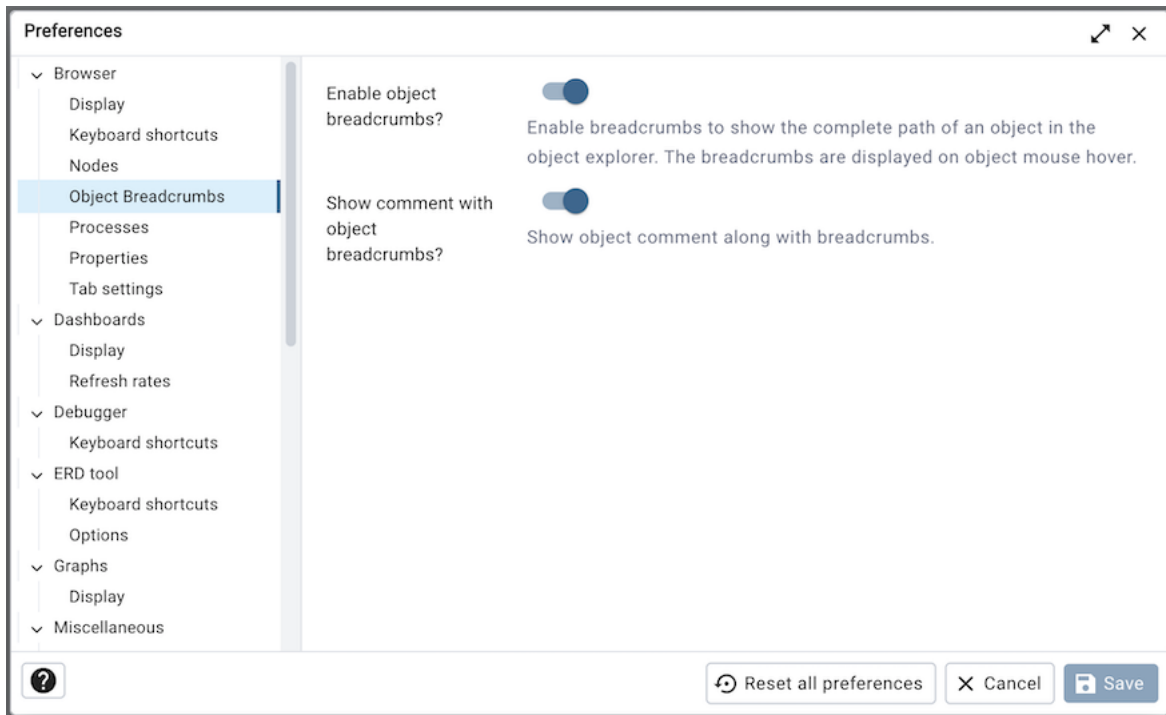 Preferences
Browser
Display
Keyboard shortcuts
Nodes
Object Breadcrumbs
Processes
Properties
Tab settings
Dashboards
Display
Refresh rates
Debugger
Keyboard shortcuts
ERD tool
Keyboard shortcuts
Options
Graphs
Display
Miscellaneous
Enable object
breadcrumbs?
Enable breadcrumbs to show the complete path of an object in the
object explorer. The breadcrumbs are displayed on object mouse hover.
Show comment with
object
breadcrumbs?
Show object comment along with breadcrumbs.
?
Reset all preferences
Cancel
Save